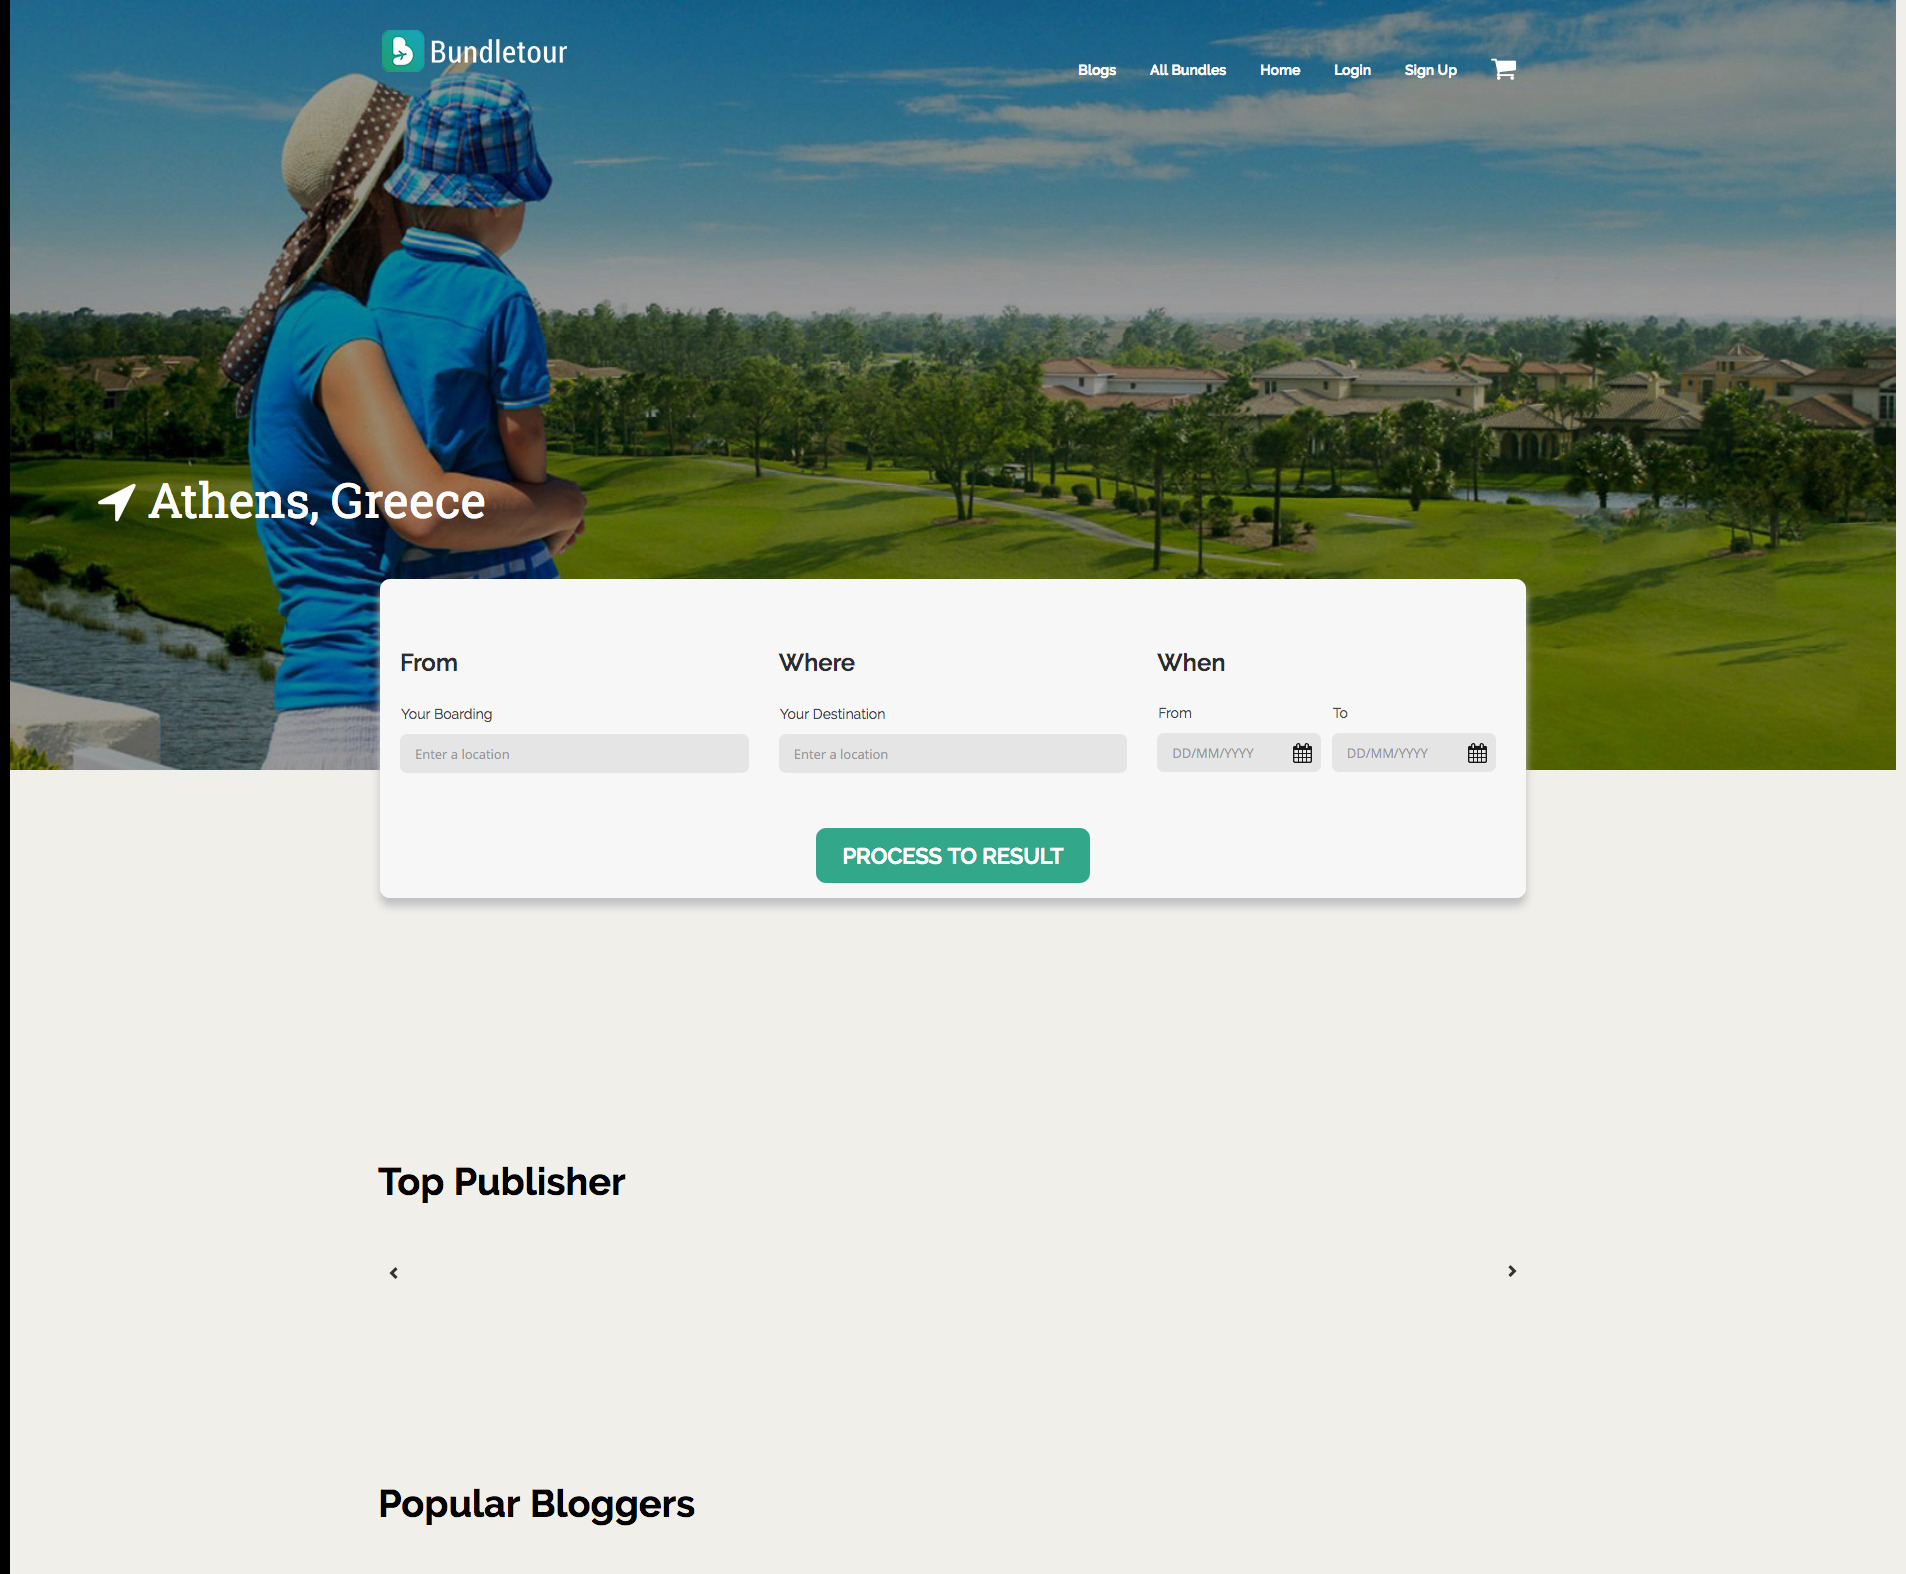 Bundletour
Blogs All Bundles Home Login Sign Up
Athens, Greece
From Where When
Your Boarding Your Destination From To
Enter a location Enter a location DD/MM/YYYY DD/MM/YYYY
PROCESS TO RESULT
Top Publisher
Popular Bloggers